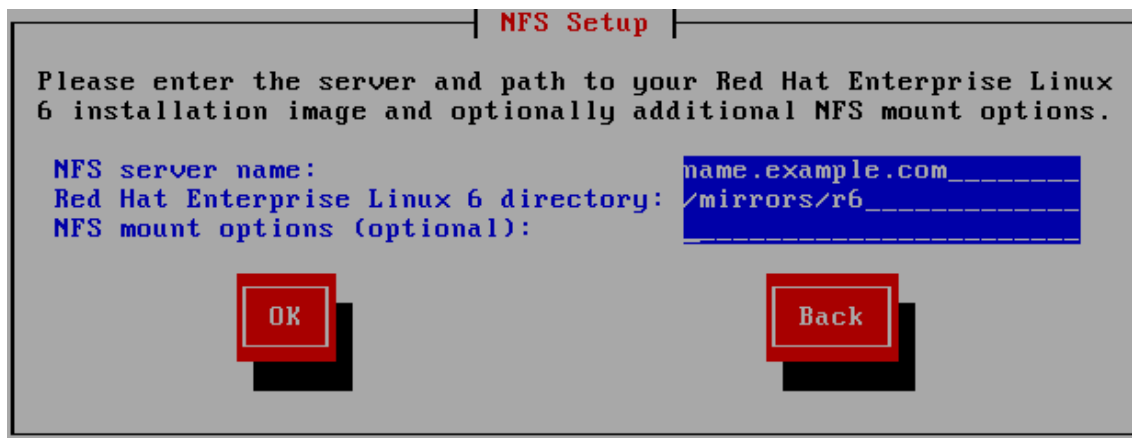 NFS Setup
Please enter the server and path to your Red Hat Enterprise Linux
6 installation image and optionally additional NFS mount options.
NFS server name: name.example.com________
Red Hat Enterprise Linux 6 directory: /mirrors/r6_____________
NFS mount options (optional): ________________________
OK Back